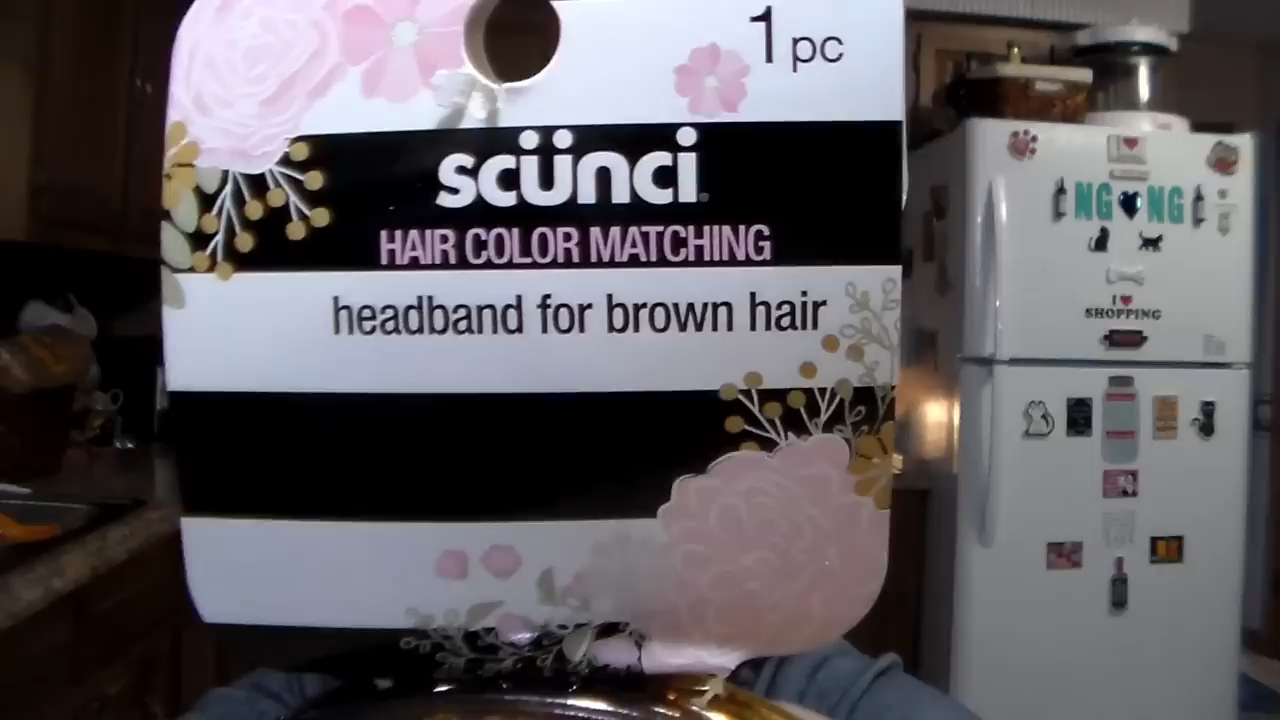 1 pc
scünci
HAIR COLOR MATCHING
headband for brown hair
NG NG
I
SHOPPING